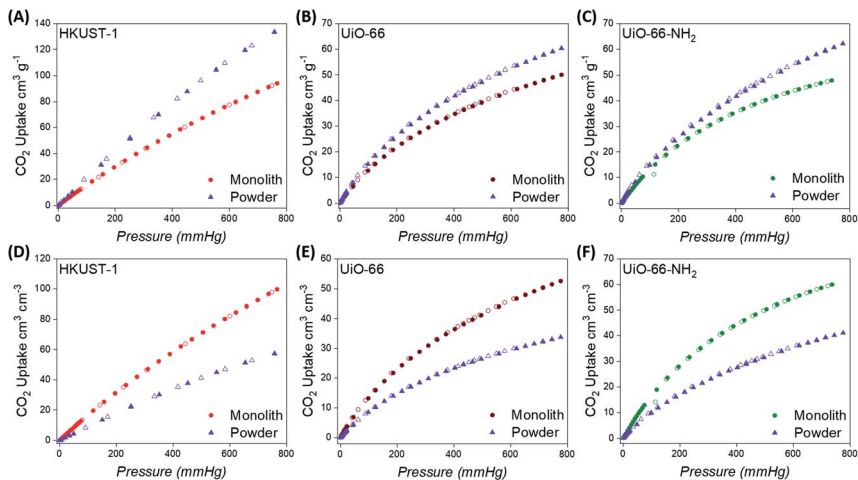 (A)
HKUST-1
CO₂ Uptake cm³ g⁻¹
140
120
100
80
60
40
20
0
0 200 400 600 800
Pressure (mmHg)
Monolith
Powder
(B)
UiO-66
CO₂ Uptake cm³ g⁻¹
70
60
50
40
30
20
10
0
0 200 400 600 800
Pressure (mmHg)
Monolith
Powder
(C)
UiO-66-NH₂
CO₂ Uptake cm³ g⁻¹
70
60
50
40
30
20
10
0
0 200 400 600 800
Pressure (mmHg)
Monolith
Powder
(D)
HKUST-1
CO₂ Uptake cm³ cm⁻³
120
100
80
60
40
20
0
0 200 400 600 800
Pressure (mmHg)
Monolith
Powder
(E)
UiO-66
CO₂ Uptake cm³ cm⁻³
60
50
40
30
20
10
0
0 200 400 600 800
Pressure (mmHg)
Monolith
Powder
(F)
UiO-66-NH₂
CO₂ Uptake cm³ cm⁻³
70
60
50
40
30
20
10
0
0 200 400 600 800
Pressure (mmHg)
Monolith
Powder